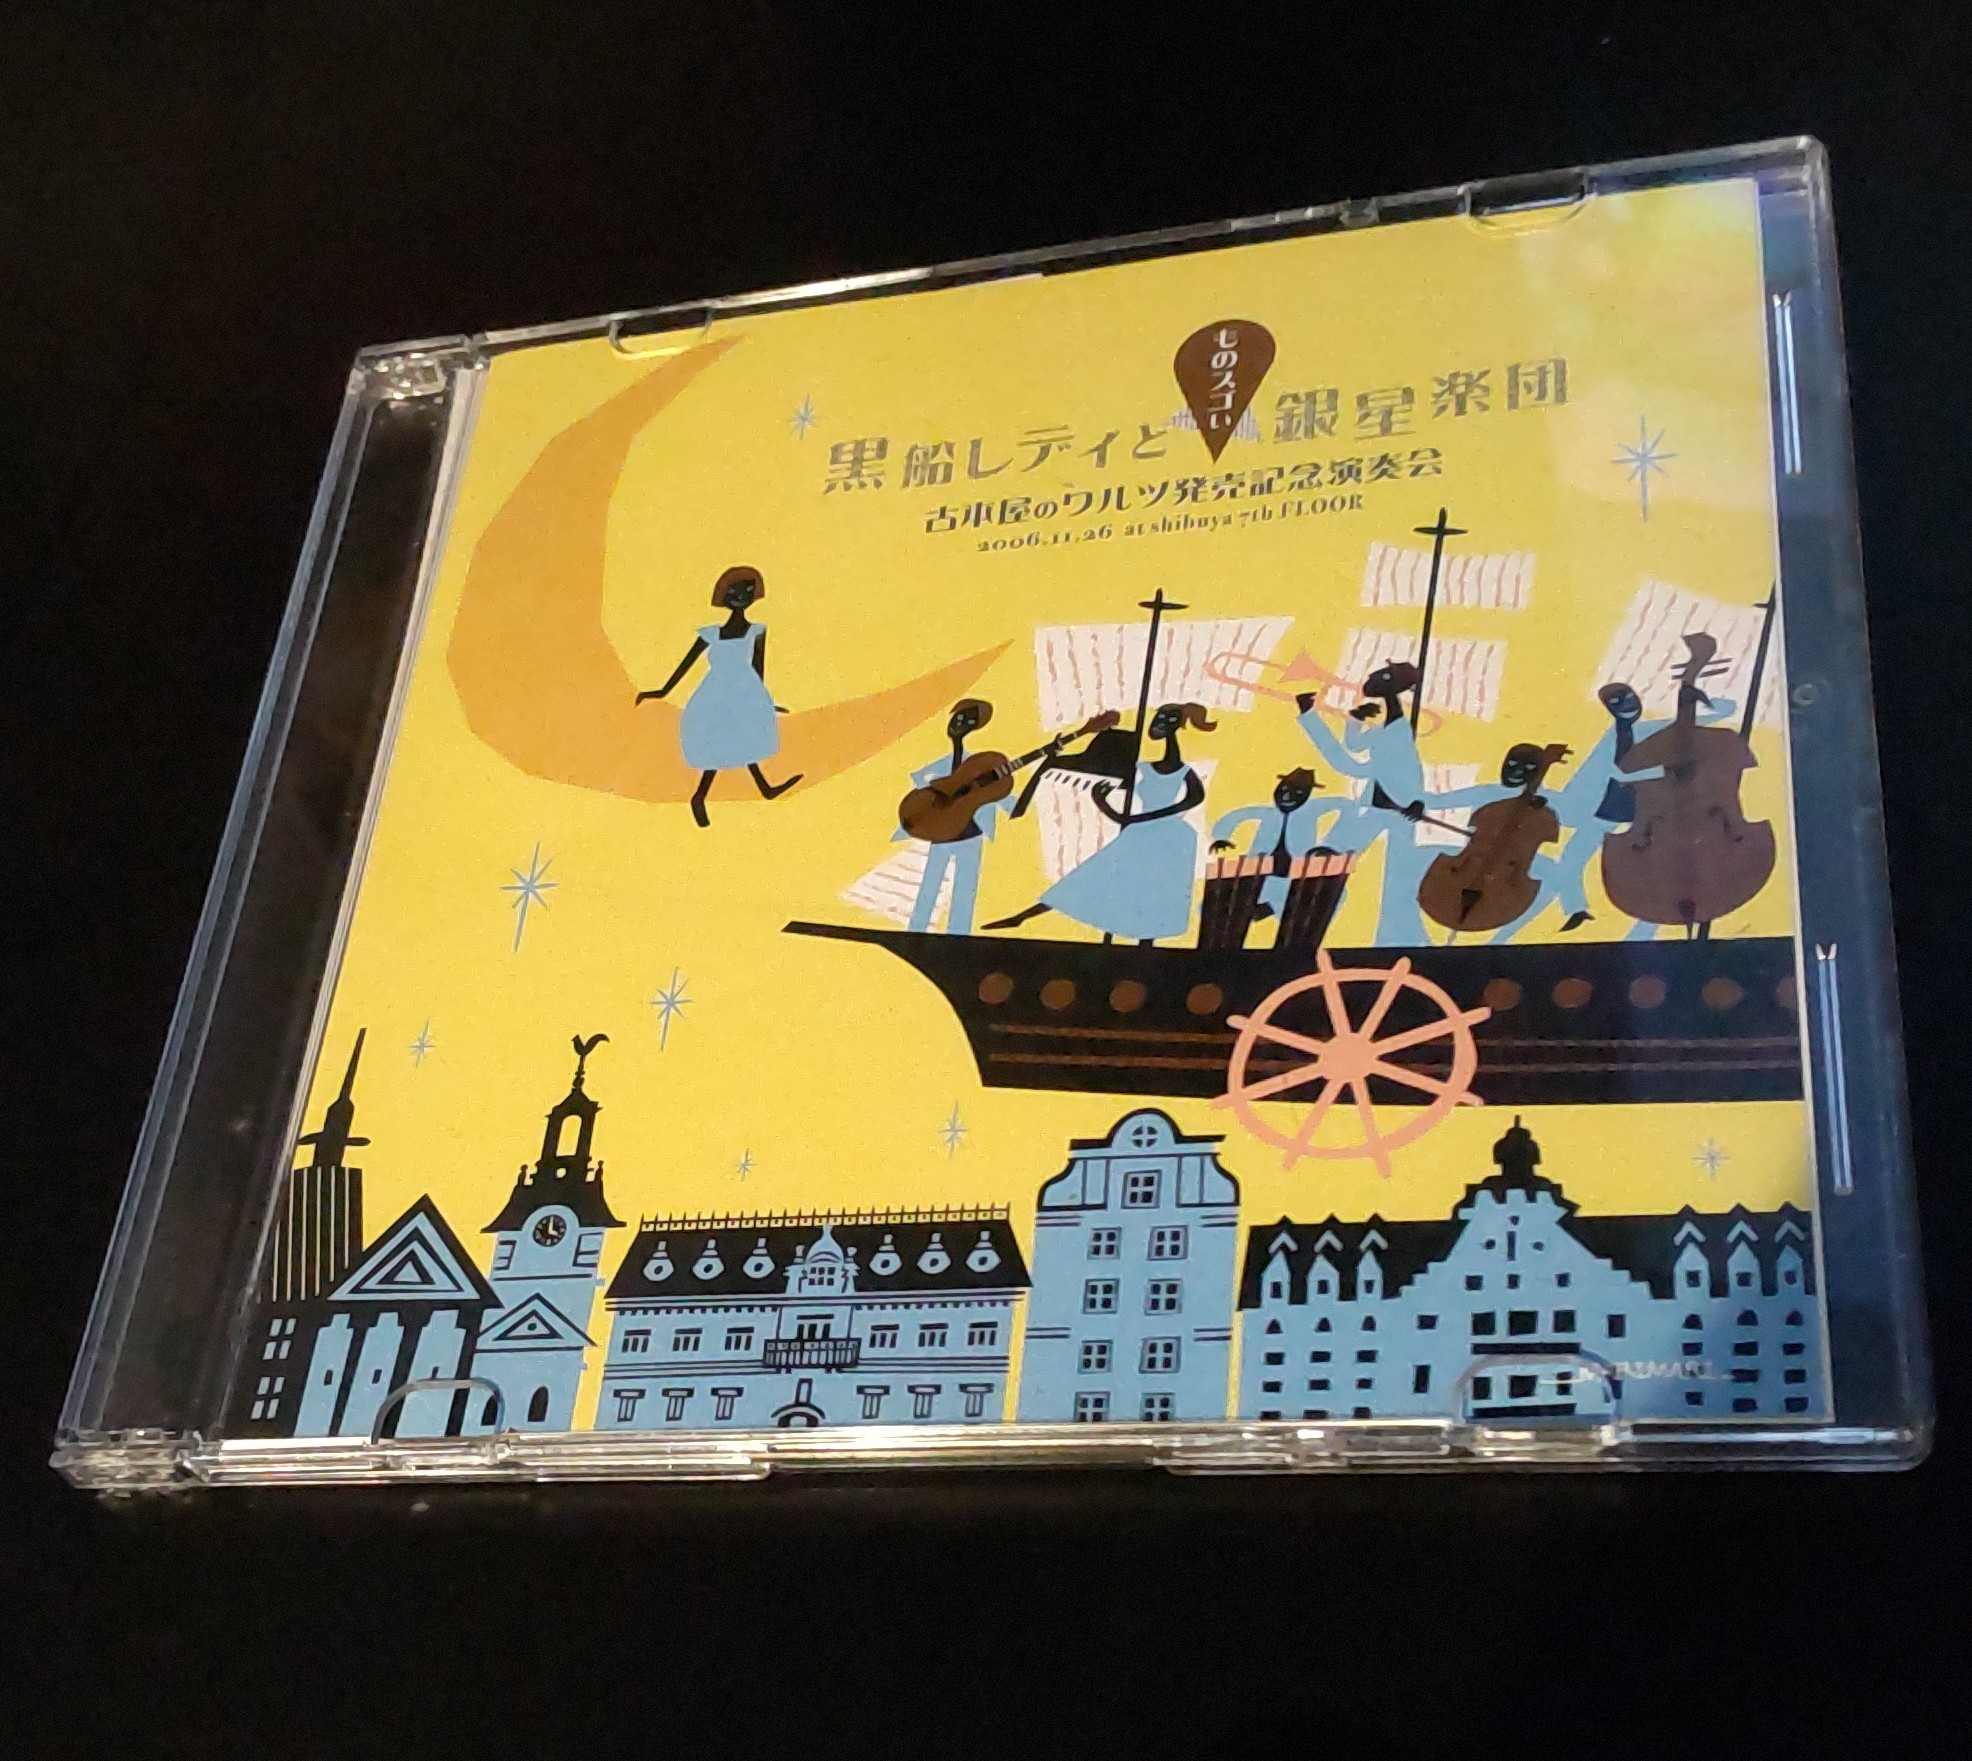 ものスゴい
黒船レディと銀星楽団
古本屋のワルツ発売記念演奏会
2006.11.26 at shibuya 7th FLOOR